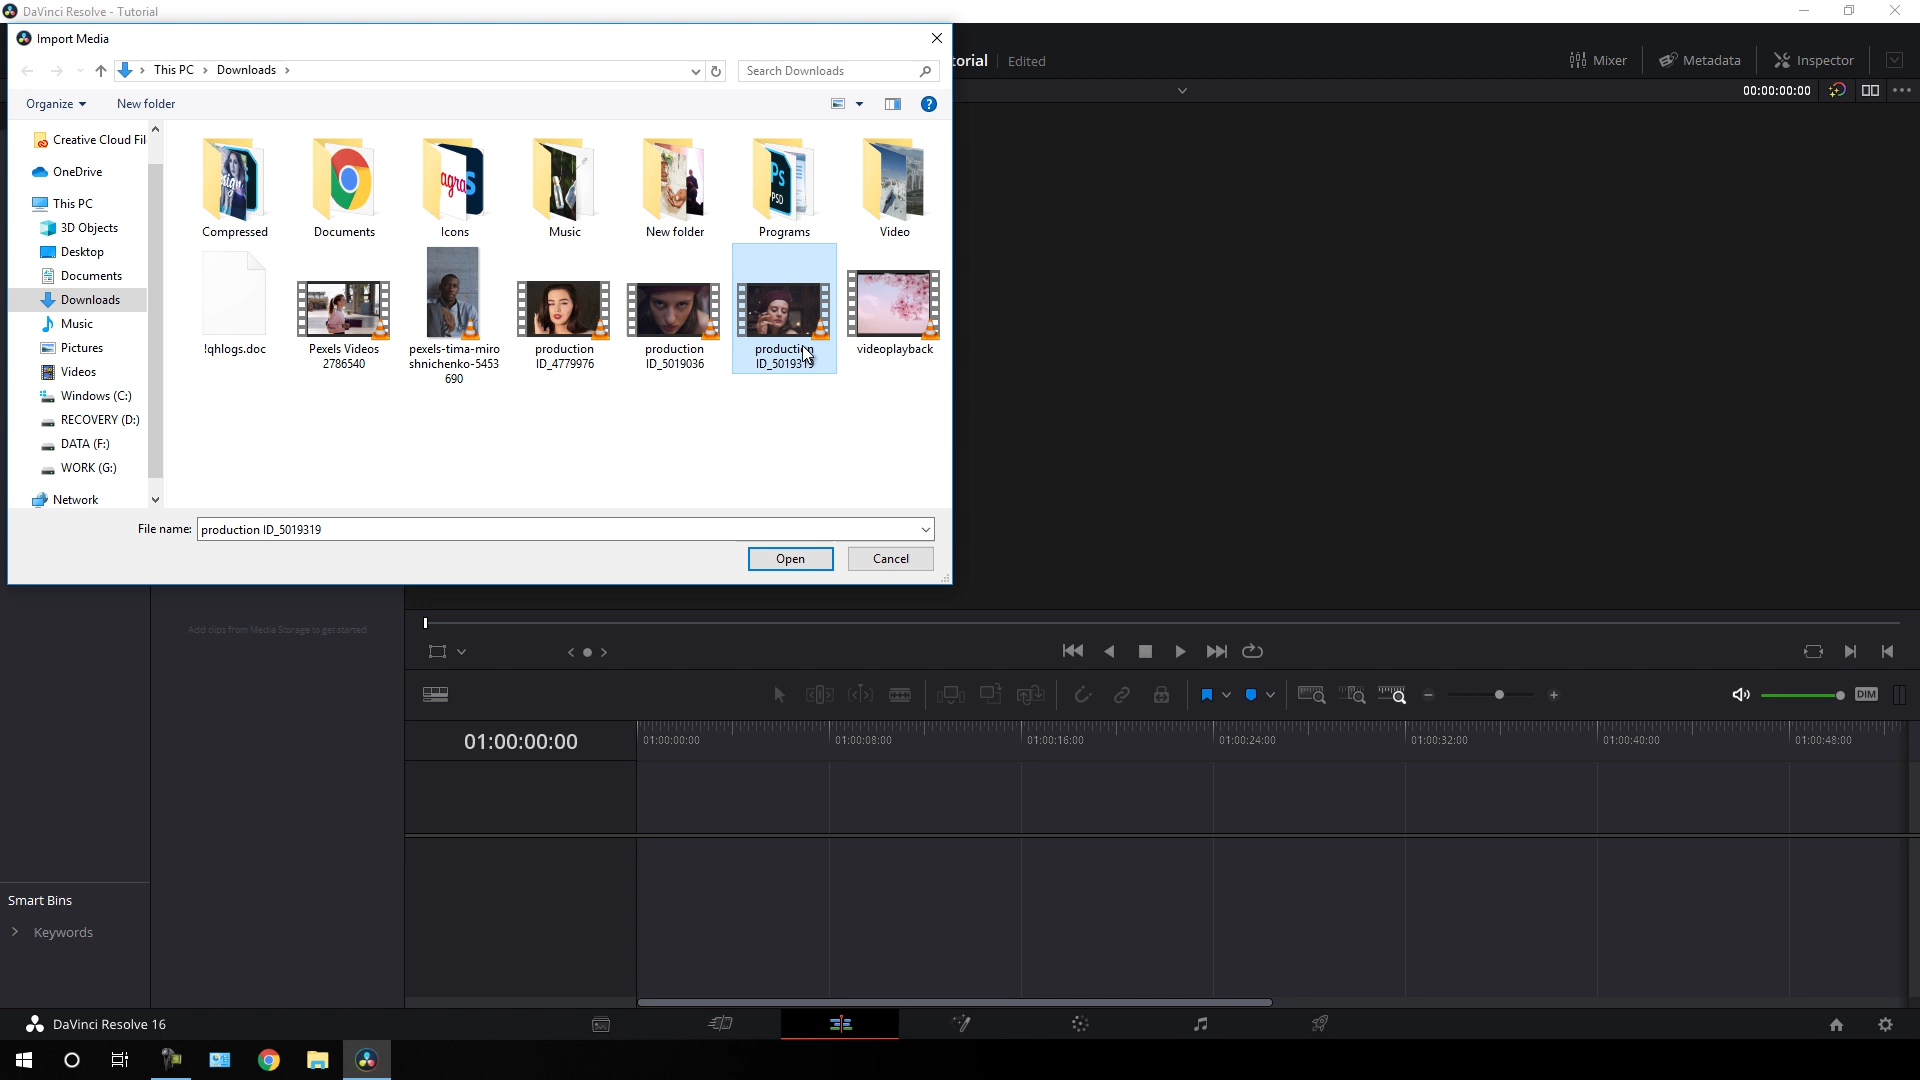 DaVinci Resolve - Tutorial
Import Media
torial Edited
Mixer Metadata Inspector
This PC > Downloads >
Search Downloads
00:00:00:00
Organize New folder
Creative Cloud Fil
OneDrive
This PC
3D Objects
Desktop
Documents
Downloads
Music
Pictures
Videos
Windows (C:)
RECOVERY (D:)
DATA (F:)
WORK (G:)
Network
Compressed Documents Icons Music New folder Programs Video
!qhlogs.doc
Pexels Videos
2786540
pexels-tima-miro
shnichenko-5453
690
production
ID_4779976
production
ID_5019036
production
ID_5019319
videoplayback
File name: production ID_5019319
Open Cancel
Add clips from Media Storage to get started
DIM
01:00:00:00
01:00:00:00 01:00:08:00 01:00:16:00 01:00:24:00 01:00:32:00 01:00:40:00 01:00:48:00
Smart Bins
Keywords
DaVinci Resolve 16